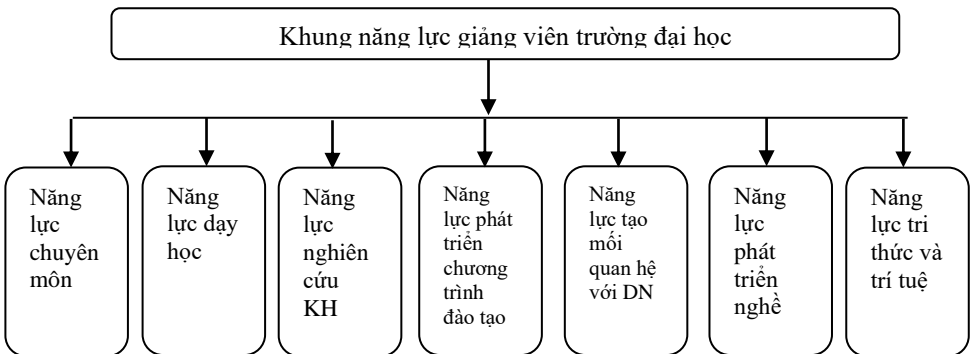 Khung năng lực giảng viên trường đại học
Năng
lực
chuyên
môn
Năng
lực dạy
học
Năng
lực
nghiên
cứu
KH
Năng
lực phát
triển
chương
trình
đào tạo
Năng
lực tạo
mối
quan hệ
với DN
Năng
lực
phát
triển
nghề
Năng
lực tri
thức và
trí tuệ